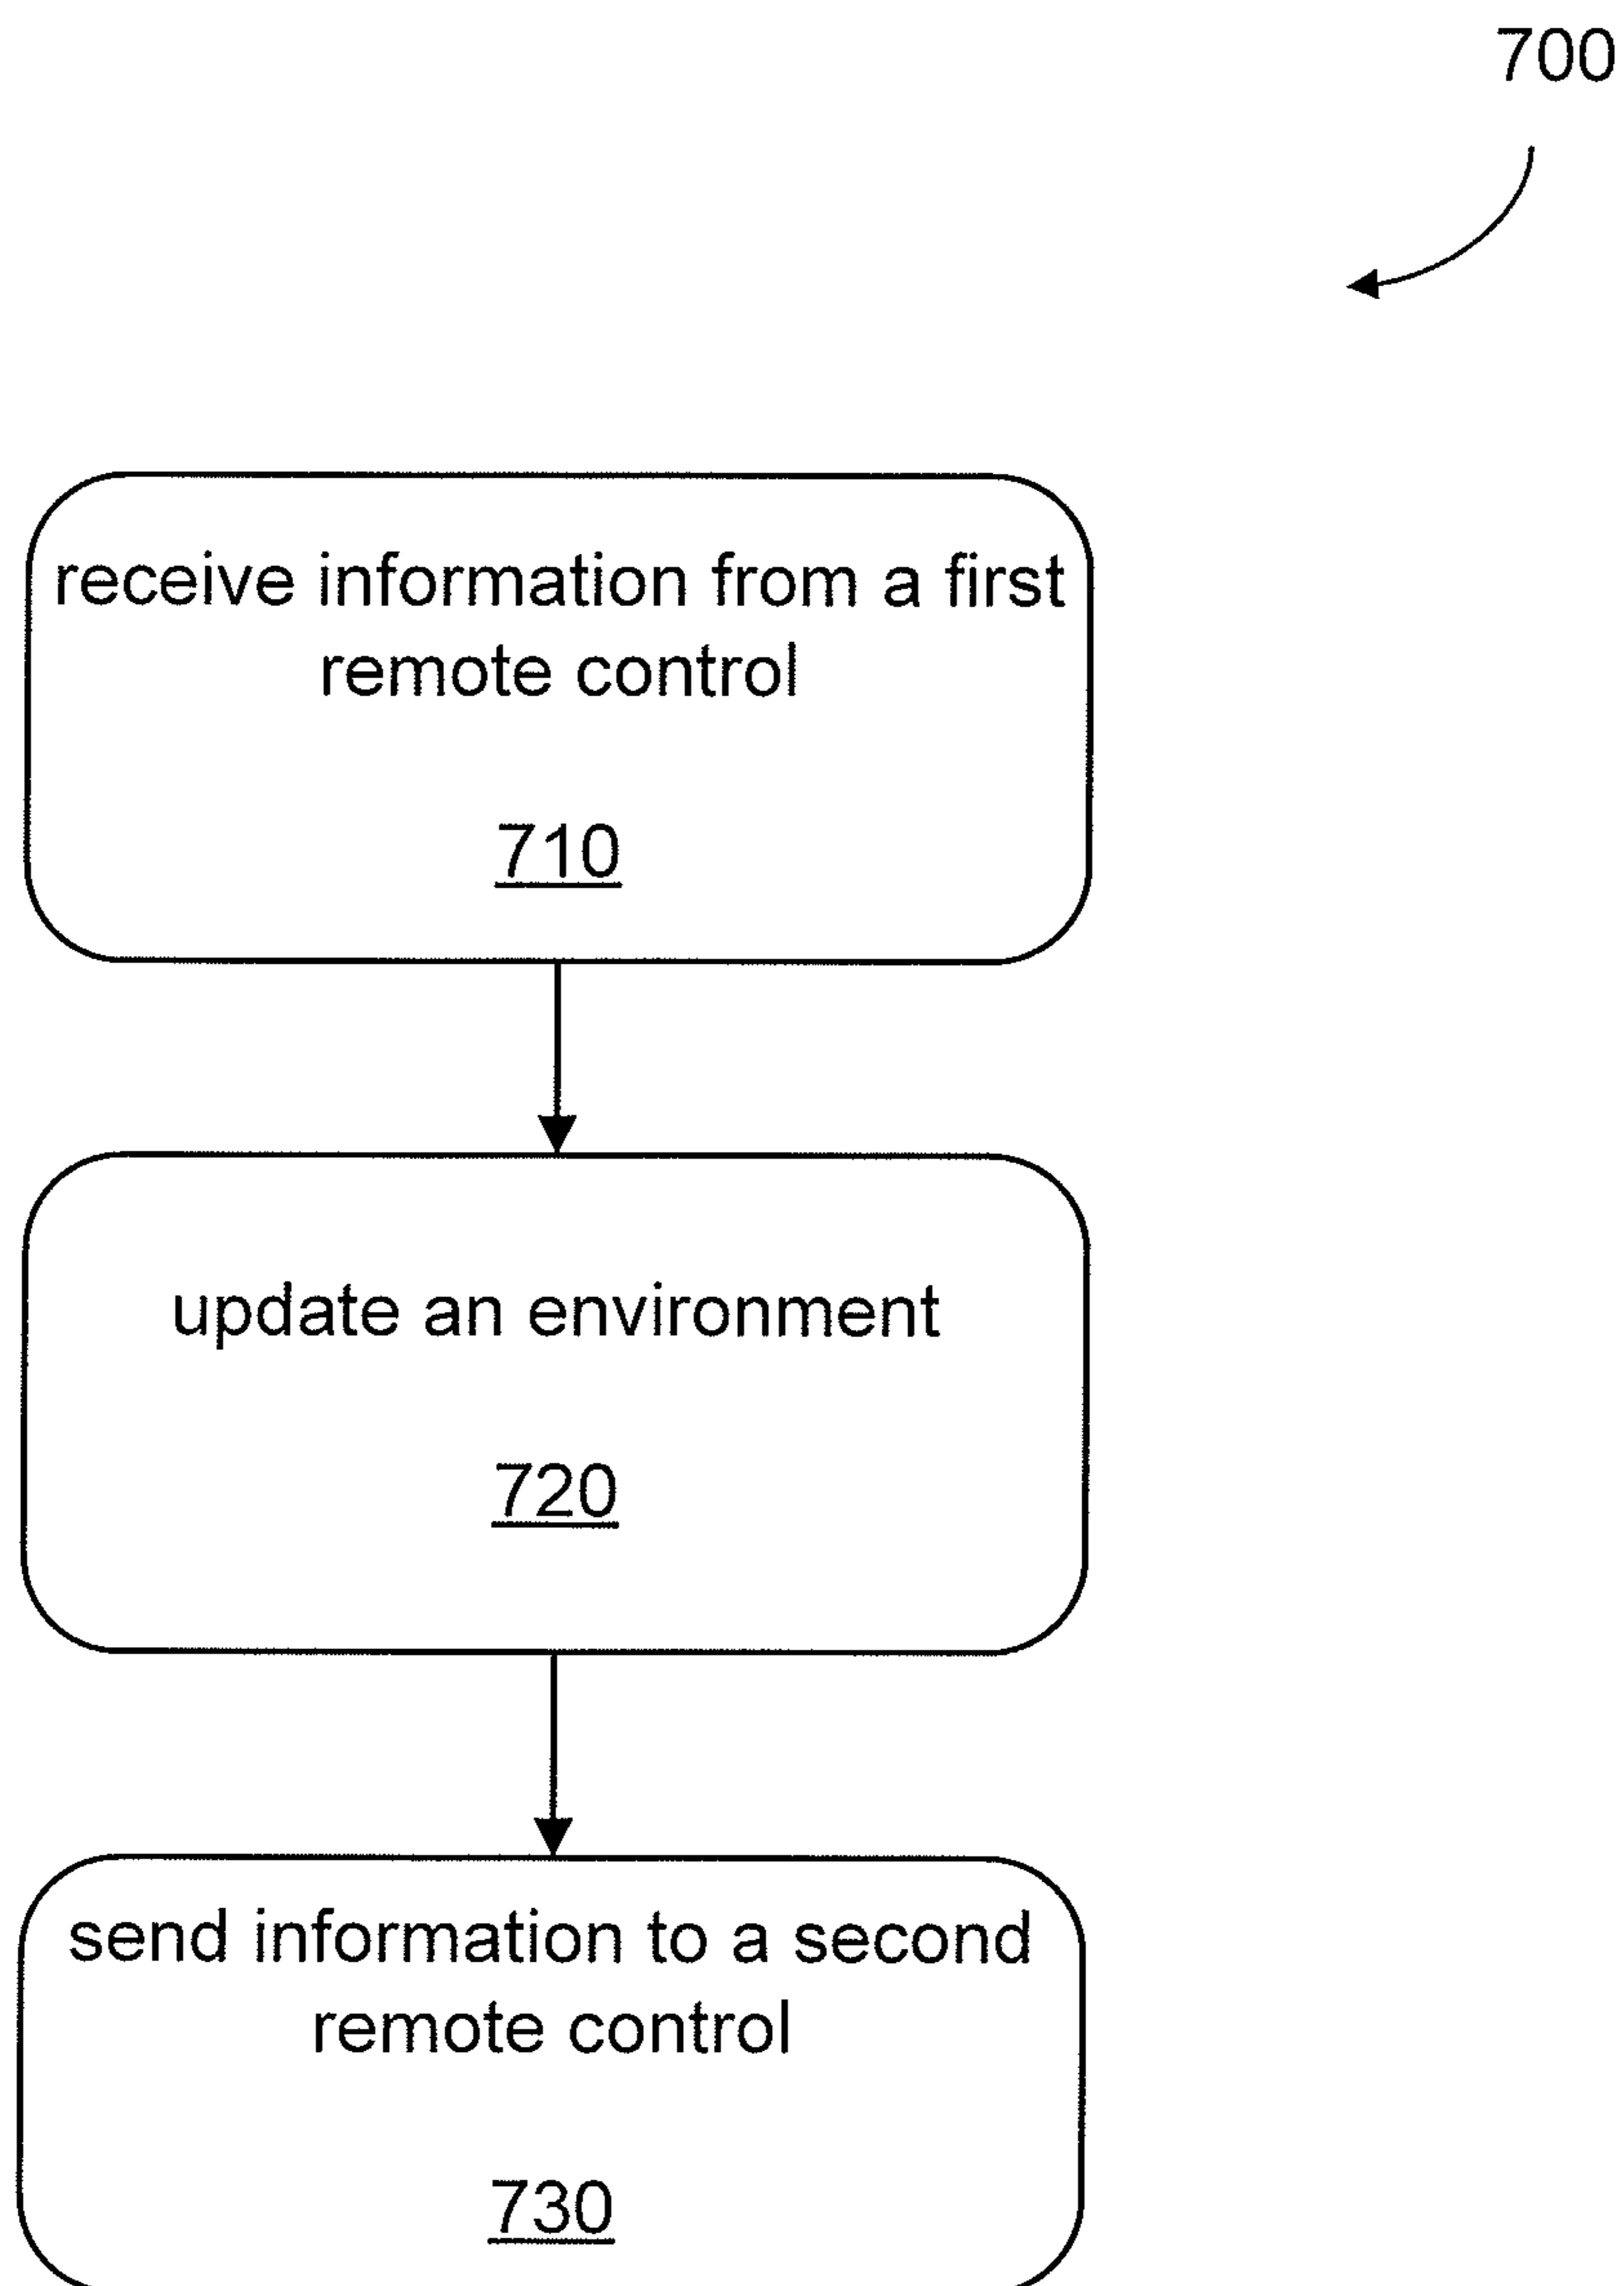 700
receive information from a first
remote control
710
update an environment
720
send information to a second
remote control
730